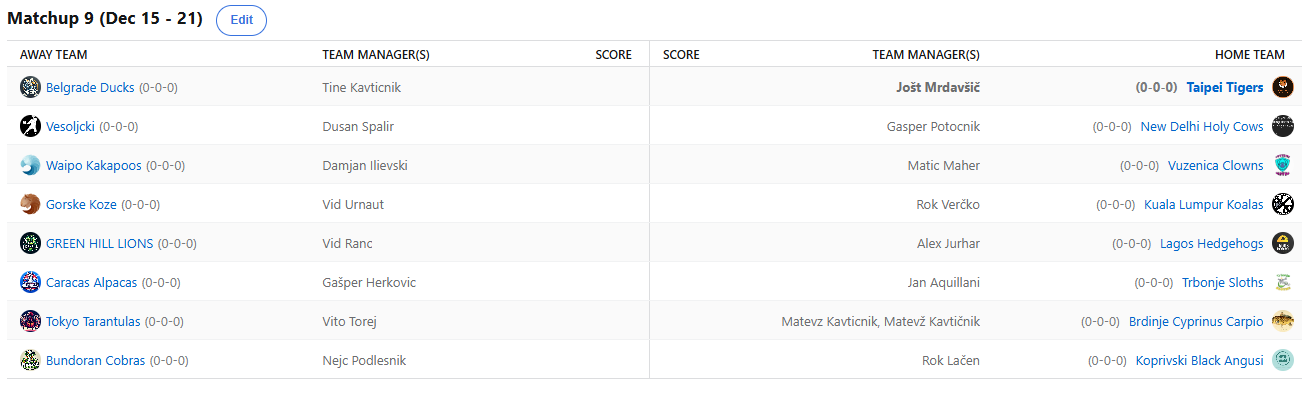 Matchup 9 (Dec 15 - 21) Edit
AWAY TEAM TEAM MANAGER(S) SCORE SCORE TEAM MANAGER(S) HOME TEAM
Belgrade Ducks (0-0-0) Tine Kavticnik Jošt Mrdavšič (0-0-0) Taipei Tigers
Vesoljcki (0-0-0) Dusan Spalir Gasper Potocnik (0-0-0) New Delhi Holy Cows
Waipo Kakapoos (0-0-0) Damjan Ilievski Matic Maher (0-0-0) Vuzenica Clowns
Gorske Koze (0-0-0) Vid Urnaut Rok Verčko (0-0-0) Kuala Lumpur Koalas
GREEN HILL LIONS (0-0-0) Vid Ranc Alex Jurhar (0-0-0) Lagos Hedgehogs
Caracas Alpacas (0-0-0) Gašper Herkovic Jan Aquillani (0-0-0) Trbonje Sloths
Tokyo Tarantulas (0-0-0) Vito Torej Matevz Kavticnik, Matevž Kavtičnik (0-0-0) Brdinje Cyprinus Carpio
Bundoran Cobras (0-0-0) Nejc Podlesnik Rok Lačen (0-0-0) Koprivski Black Angusi